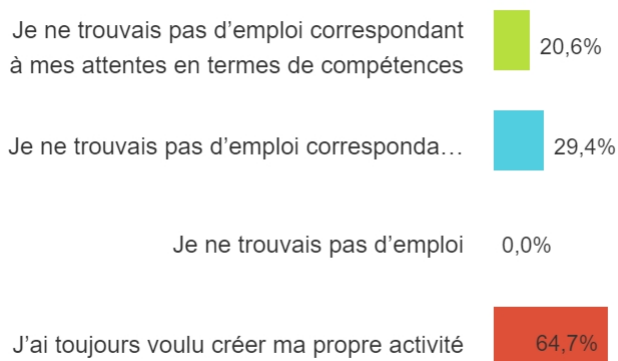 Je ne trouvais pas d’emploi correspondant
à mes attentes en termes de compétences
20,6%
Je ne trouvais pas d’emploi corresponda…
29,4%
Je ne trouvais pas d’emploi
0,0%
J’ai toujours voulu créer ma propre activité
64,7%